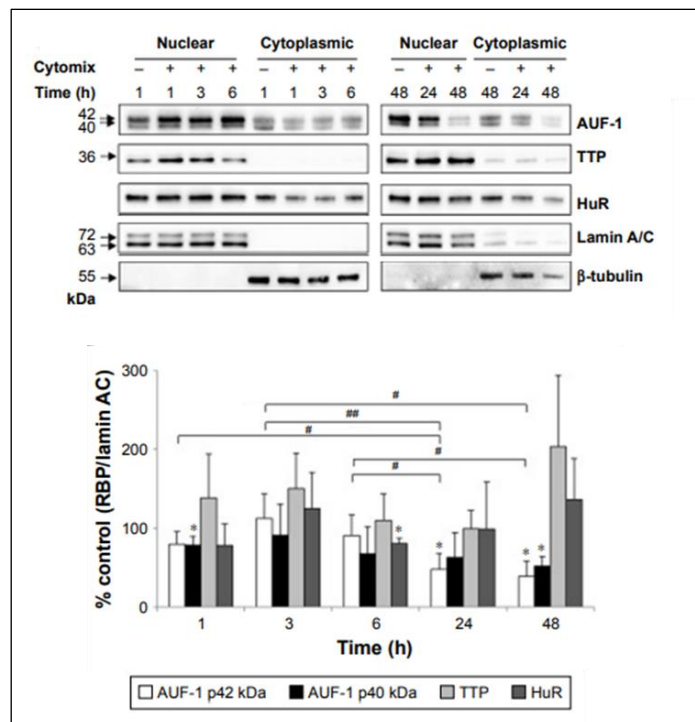 Nuclear Cytoplasmic Nuclear Cytoplasmic
Cytomix – + + + – + + + – + + – + +
Time (h) 1 1 3 6 1 1 3 6 48 24 48 48 24 48
42
40
AUF-1
36
TTP
HuR
72
63
Lamin A/C
55
β-tubulin
kDa
300
200
100
0
% control (RBP/lamin AC)
#
##
#
#
#
* * * * *
1 3 6 24 48
Time (h)
AUF-1 p42 kDa AUF-1 p40 kDa TTP HuR